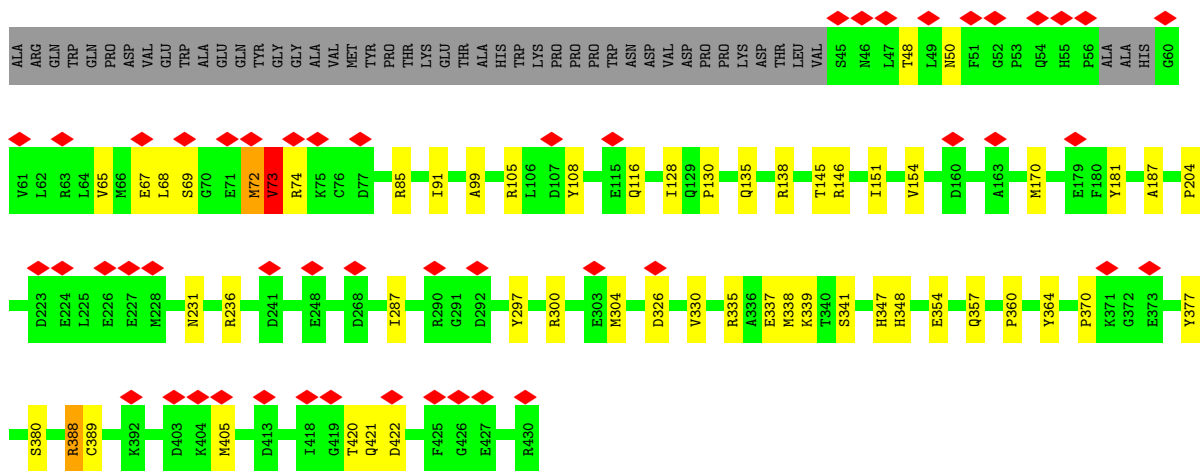 ALA ARG GLN TRP GLN PRO ASP VAL GLU TRP ALA GLU GLN TYR GLY GLY ALA VAL MET TYR PRO THR LYS GLU THR ALA HIS TRP LYS PRO PRO PRO TRP ASN ASP VAL ASP PRO PRO LYS ASP THR LEU VAL S45 N46 L47 T48 L49 N50 F51 G52 P53 Q54 H55 P56 ALA ALA HIS G60
V61 L62 R63 L64 V65 M66 E67 L68 S69 G70 E71 M72 V73 R74 K75 C76 D77 R85 I91 A99 R105 L106 D107 Y108 E115 Q116 I128 Q129 P130 Q135 R138 T145 R146 I151 V154 D160 A163 M170 E179 F180 Y181 A187 P204
D223 E224 L225 E226 E227 M228 N231 R236 D241 E248 D268 I287 R290 G291 D292 Y297 R300 E303 M304 D326 V330 R335 A336 E337 M338 K339 T340 S341 H347 H348 E354 Q357 P360 Y364 P370 K371 G372 E373 Y377
S380 R388 C389 K392 D403 K404 M405 D413 I418 G419 T420 Q421 D422 F425 G426 E427 R430